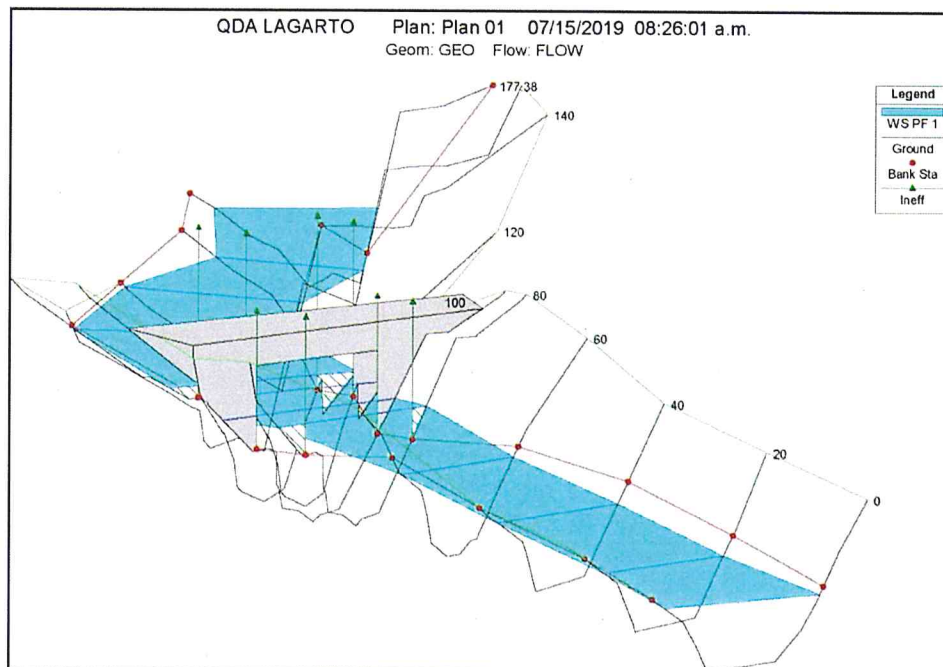 QDA LAGARTO Plan: Plan 01 07/15/2019 08:26:01 a.m.
Geom: GEO Flow: FLOW
177.38
140
120
100
80
60
40
20
0
Legend
WS PF 1
Ground
Bank Sta
Ineff